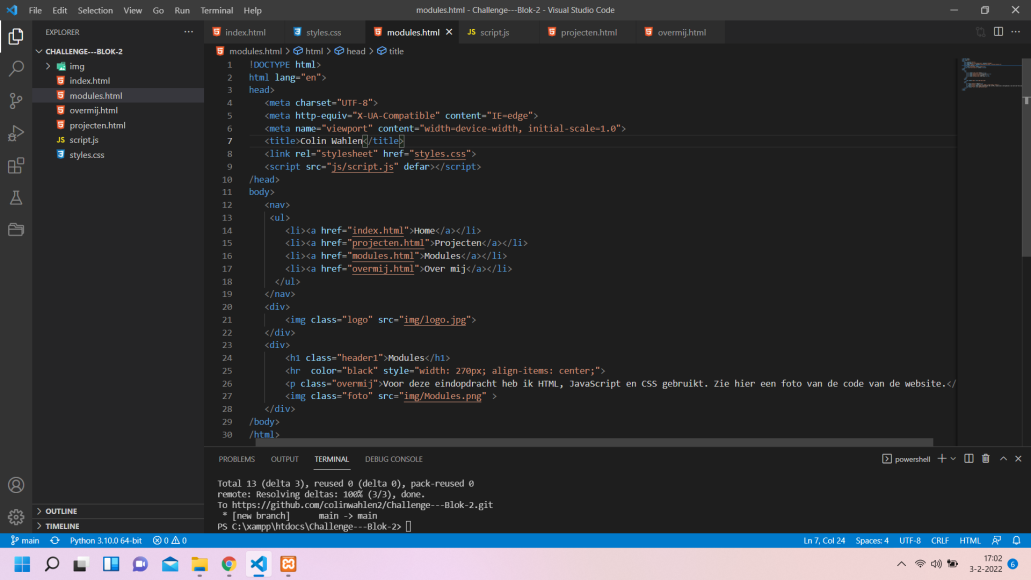 File Edit Selection View Go Run Terminal Help
modules.html - Challenge---Blok-2 - Visual Studio Code
EXPLORER
CHALLENGE---BLOK-2
img
index.html
modules.html
overmij.html
projecten.html
script.js
styles.css
OUTLINE
TIMELINE
index.html styles.css modules.html JS script.js projecten.html overmij.html
modules.html > html > head > title
1 !DOCTYPE html>
2 html lang="en">
3 head>
4 <meta charset="UTF-8">
5 <meta http-equiv="X-UA-Compatible" content="IE=edge">
6 <meta name="viewport" content="width=device-width, initial-scale=1.0">
7 <title>Colin Wahlen</title>
8 <link rel="stylesheet" href="styles.css">
9 <script src="js/script.js" defar></script>
10 /head>
11 body>
12 <nav>
13 <ul>
14 <li><a href="index.html">Home</a></li>
15 <li><a href="projecten.html">Projecten</a></li>
16 <li><a href="modules.html">Modules</a></li>
17 <li><a href="overmij.html">Over mij</a></li>
18 </ul>
19 </nav>
20 <div>
21 <img class="logo" src="img/logo.jpg">
22 </div>
23 <div>
24 <h1 class="header1">Modules</h1>
25 <hr  color="black" style="width: 270px; align-items: center;">
26 <p class="overmij">Voor deze eindopdracht heb ik HTML, JavaScript en CSS gebruikt. Zie hier een foto van de code van de website.</
27 <img class="foto" src="img/Modules.png" >
28 </div>
29 /body>
30 /html>
PROBLEMS OUTPUT TERMINAL DEBUG CONSOLE
powershell
Total 13 (delta 3), reused 0 (delta 0), pack-reused 0
remote: Resolving deltas: 100% (3/3), done.
To https://github.com/colinwahlen2/Challenge---Blok-2.git
* [new branch] main -> main
PS C:\xampp\htdocs\Challenge---Blok-2>
main Python 3.10.0 64-bit 0 0 Ln 7, Col 24 Spaces: 4 UTF-8 CRLF HTML
17:02
3-2-2022
6